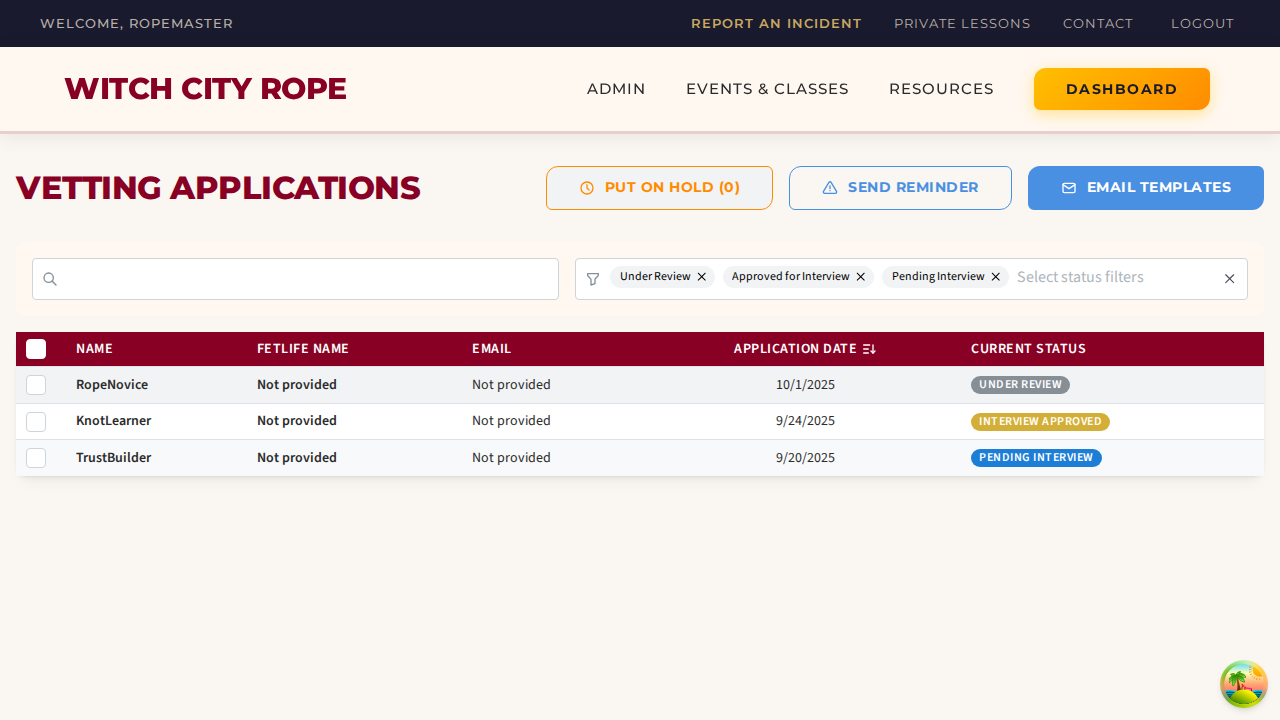 WELCOME, ROPEMASTER
REPORT AN INCIDENT PRIVATE LESSONS CONTACT LOGOUT
WITCH CITY ROPE
ADMIN EVENTS & CLASSES RESOURCES DASHBOARD
VETTING APPLICATIONS
PUT ON HOLD (0) SEND REMINDER EMAIL TEMPLATES
Under Review Approved for Interview Pending Interview Select status filters
NAME FETLIFE NAME EMAIL APPLICATION DATE CURRENT STATUS
RopeNovice Not provided Not provided 10/1/2025 UNDER REVIEW
KnotLearner Not provided Not provided 9/24/2025 INTERVIEW APPROVED
TrustBuilder Not provided Not provided 9/20/2025 PENDING INTERVIEW